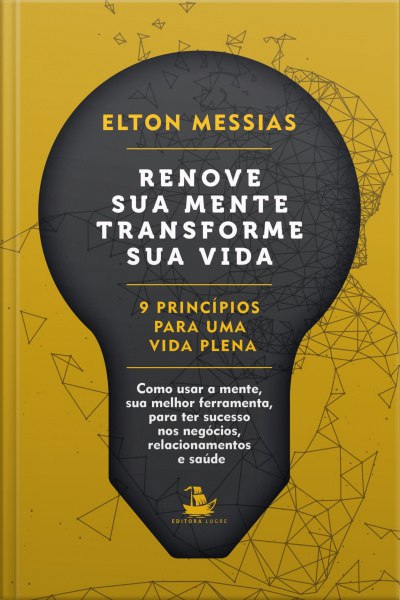 ELTON MESSIAS
RENOVE
SUA MENTE
TRANSFORME
SUA VIDA
9 PRINCÍPIOS
PARA UMA
VIDA PLENA
Como usar a mente,
sua melhor ferramenta,
para ter sucesso
nos negócios,
relacionamentos
e saúde
EDITORA LUGRE